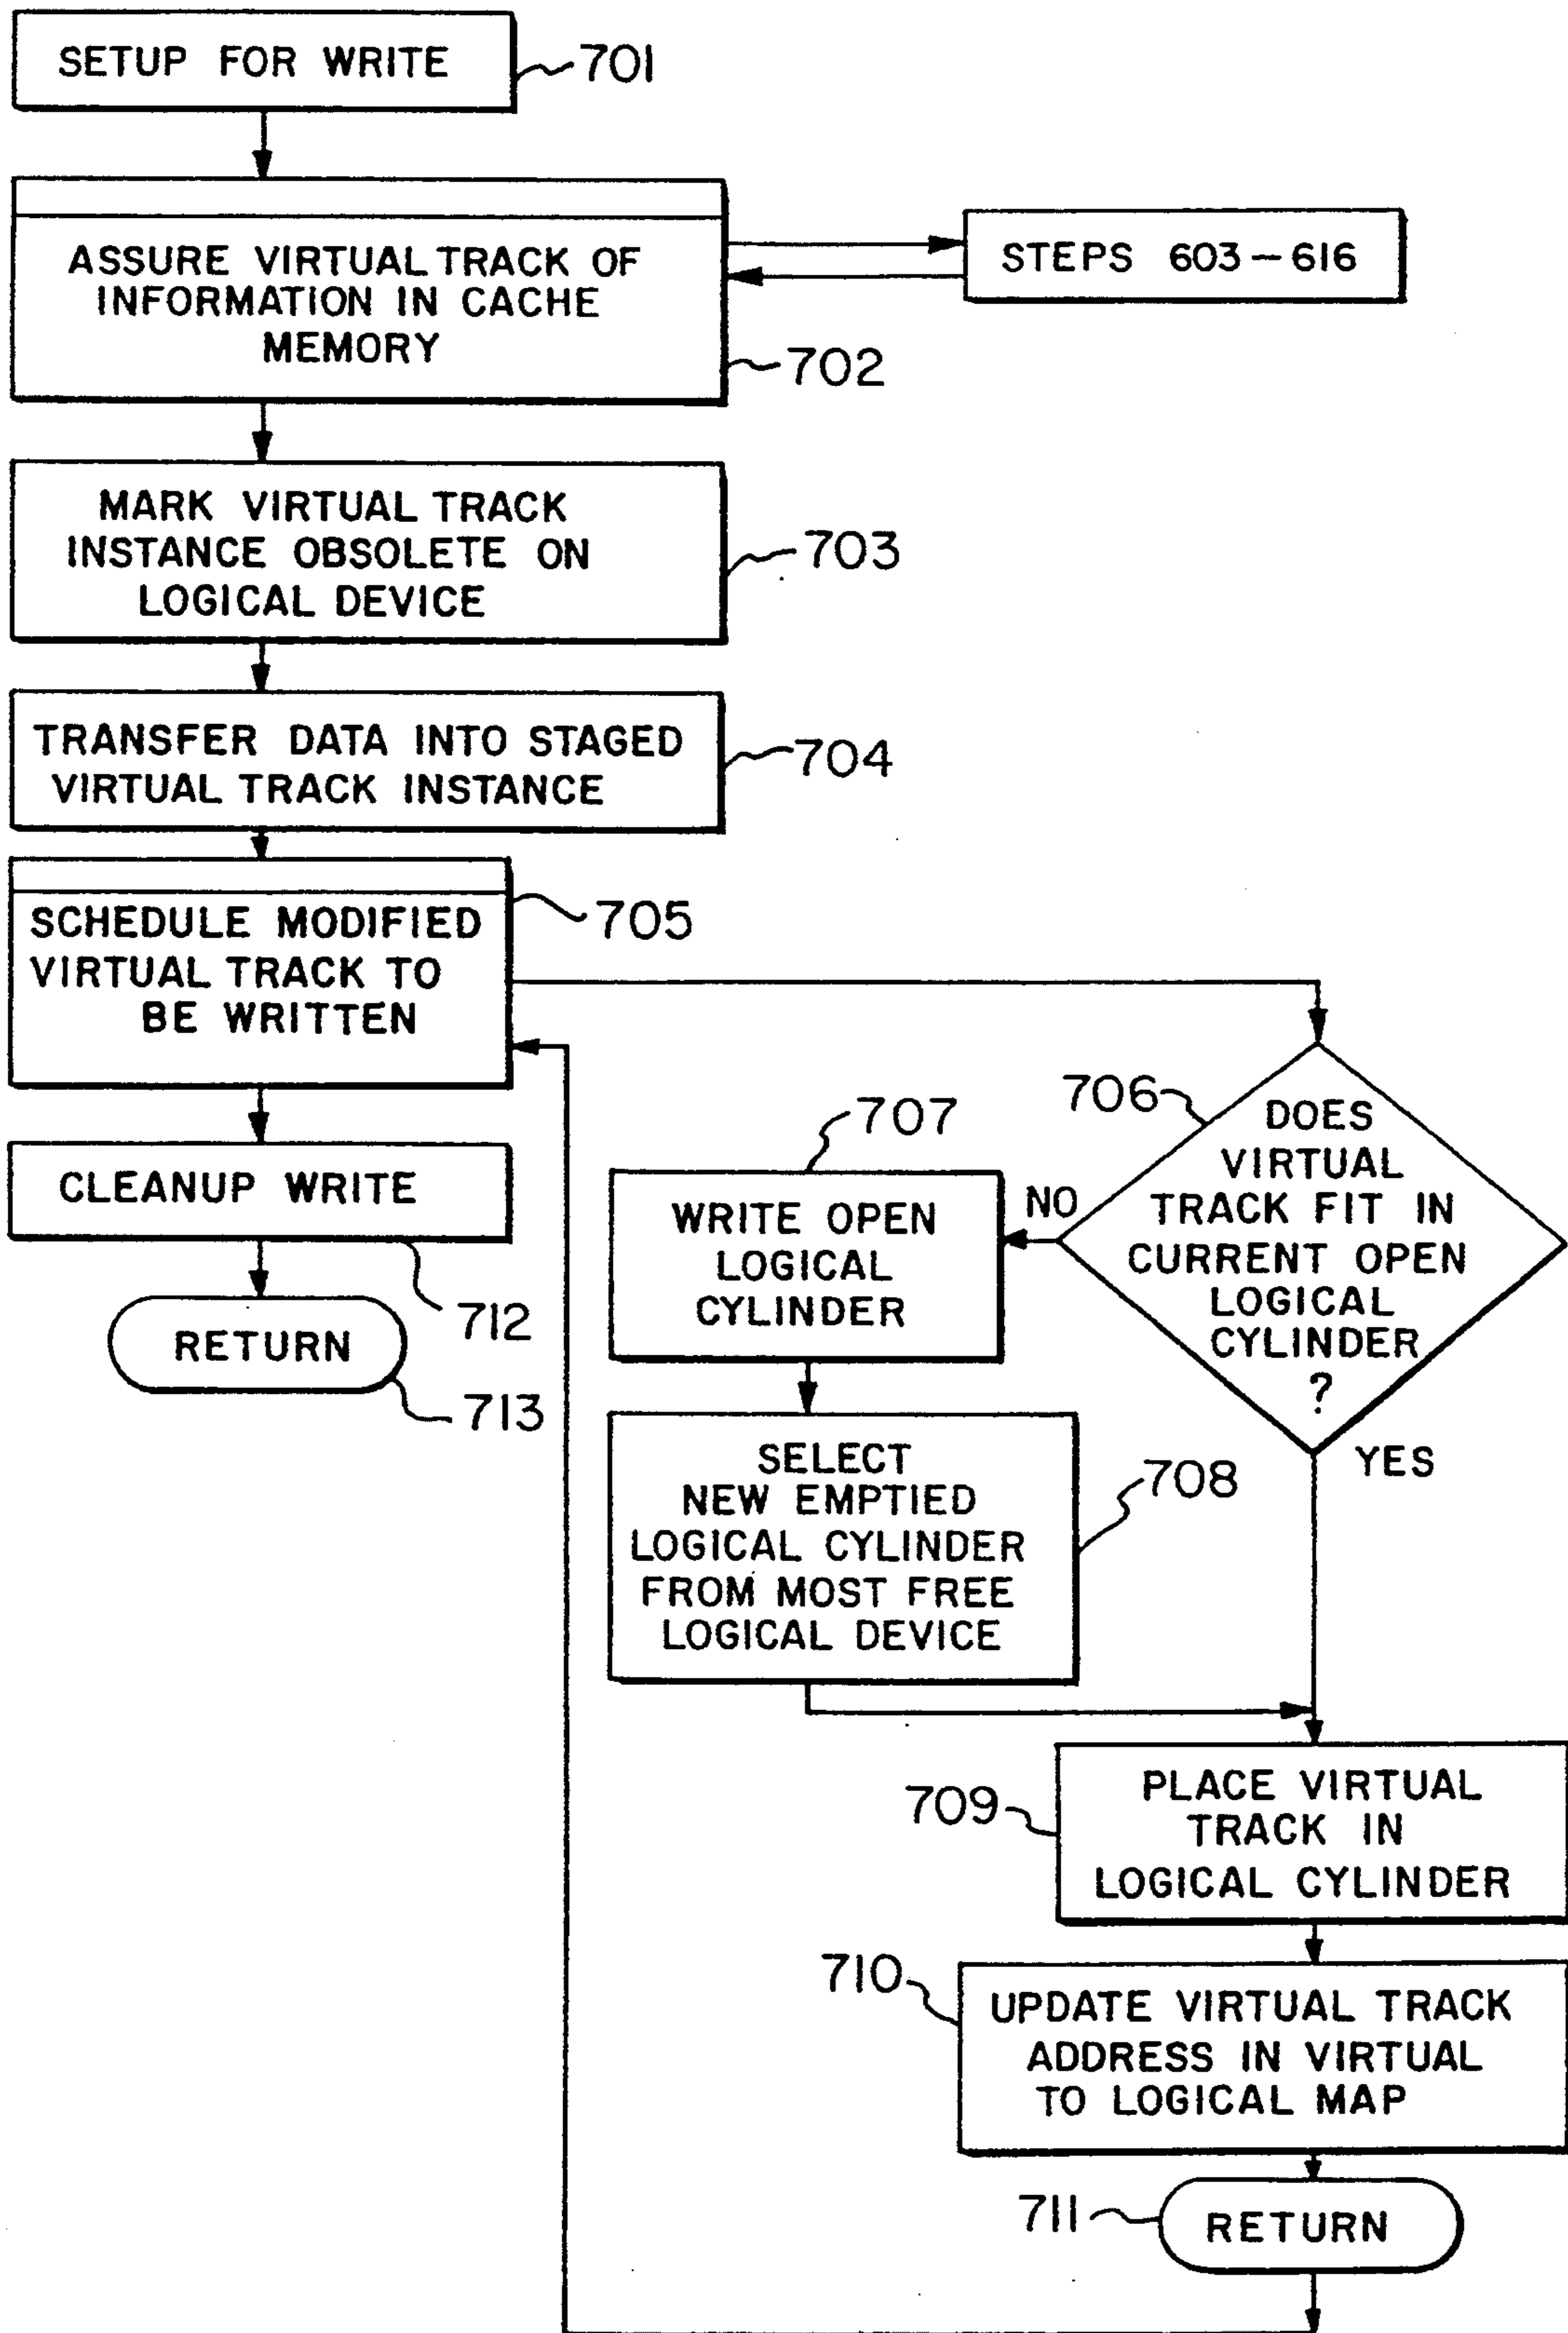 SETUP FOR WRITE
701
ASSURE VIRTUAL TRACK OF
INFORMATION IN CACHE
MEMORY
702
STEPS 603-616
MARK VIRTUAL TRACK
INSTANCE OBSOLETE ON
LOGICAL DEVICE
703
TRANSFER DATA INTO STAGED
VIRTUAL TRACK INSTANCE
704
SCHEDULE MODIFIED
VIRTUAL TRACK TO
BE WRITTEN
705
CLEANUP WRITE
712
RETURN
713
706
DOES
VIRTUAL
TRACK FIT IN
CURRENT OPEN
LOGICAL
CYLINDER
?
NO
YES
707
WRITE OPEN
LOGICAL
CYLINDER
SELECT
NEW EMPTIED
LOGICAL CYLINDER
FROM MOST FREE
LOGICAL DEVICE
708
709
PLACE VIRTUAL
TRACK IN
LOGICAL CYLINDER
710
UPDATE VIRTUAL TRACK
ADDRESS IN VIRTUAL
TO LOGICAL MAP
711
RETURN